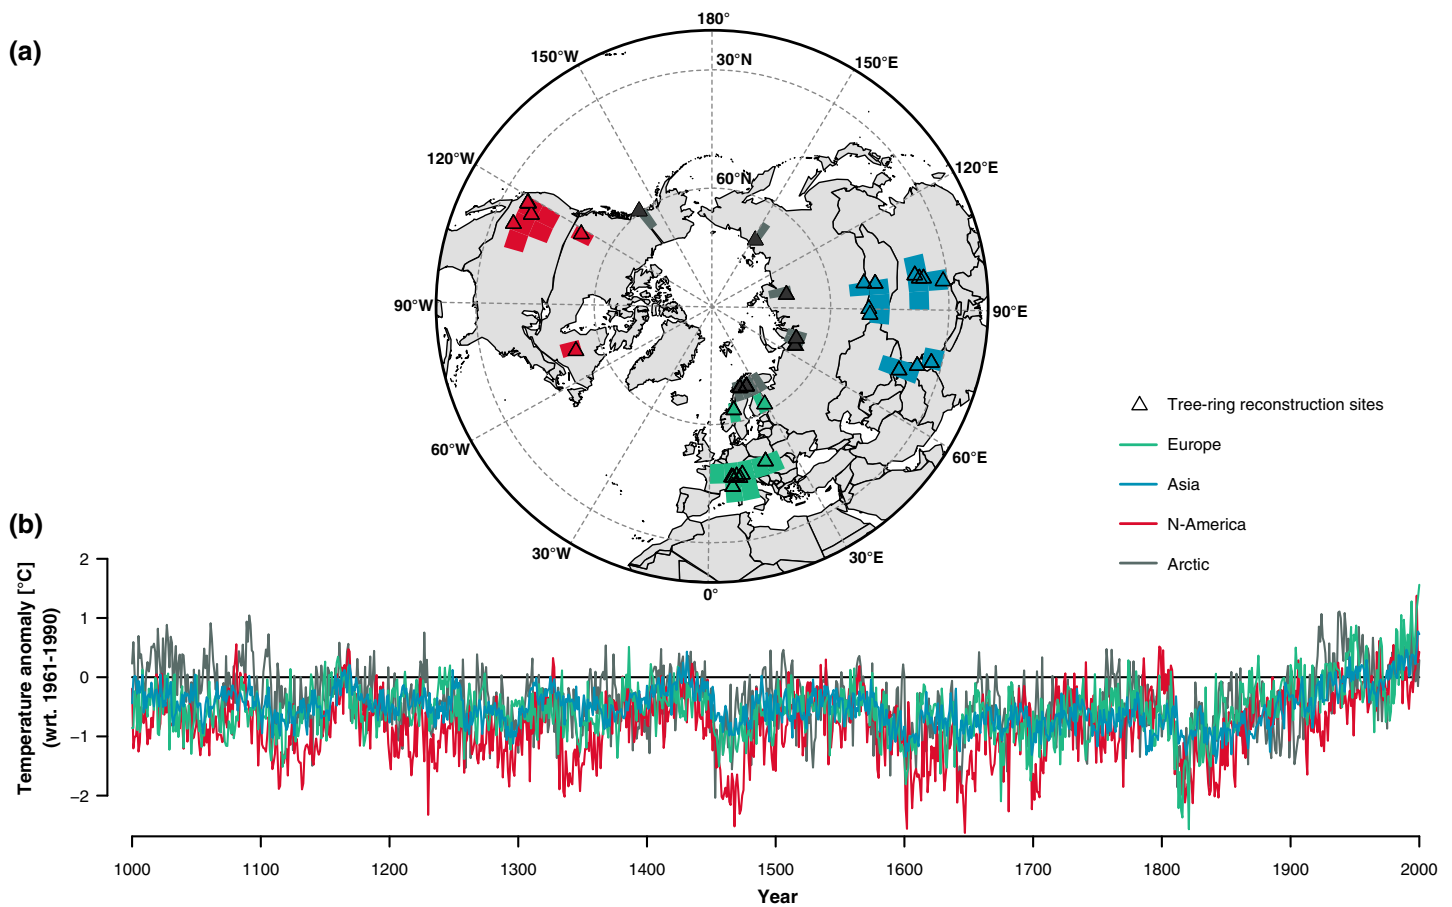 (a)
180°
150°W
30°N
150°E
120°W
60°N
120°E
90°W
90°E
60°W
60°E
30°W
30°E
0°
Tree-ring reconstruction sites
Europe
Asia
N-America
Arctic
(b)
Temperature anomaly [°C]
(wrt. 1961-1990)
2
1
0
−1
−2
1000 1100 1200 1300 1400 1500 1600 1700 1800 1900 2000
Year